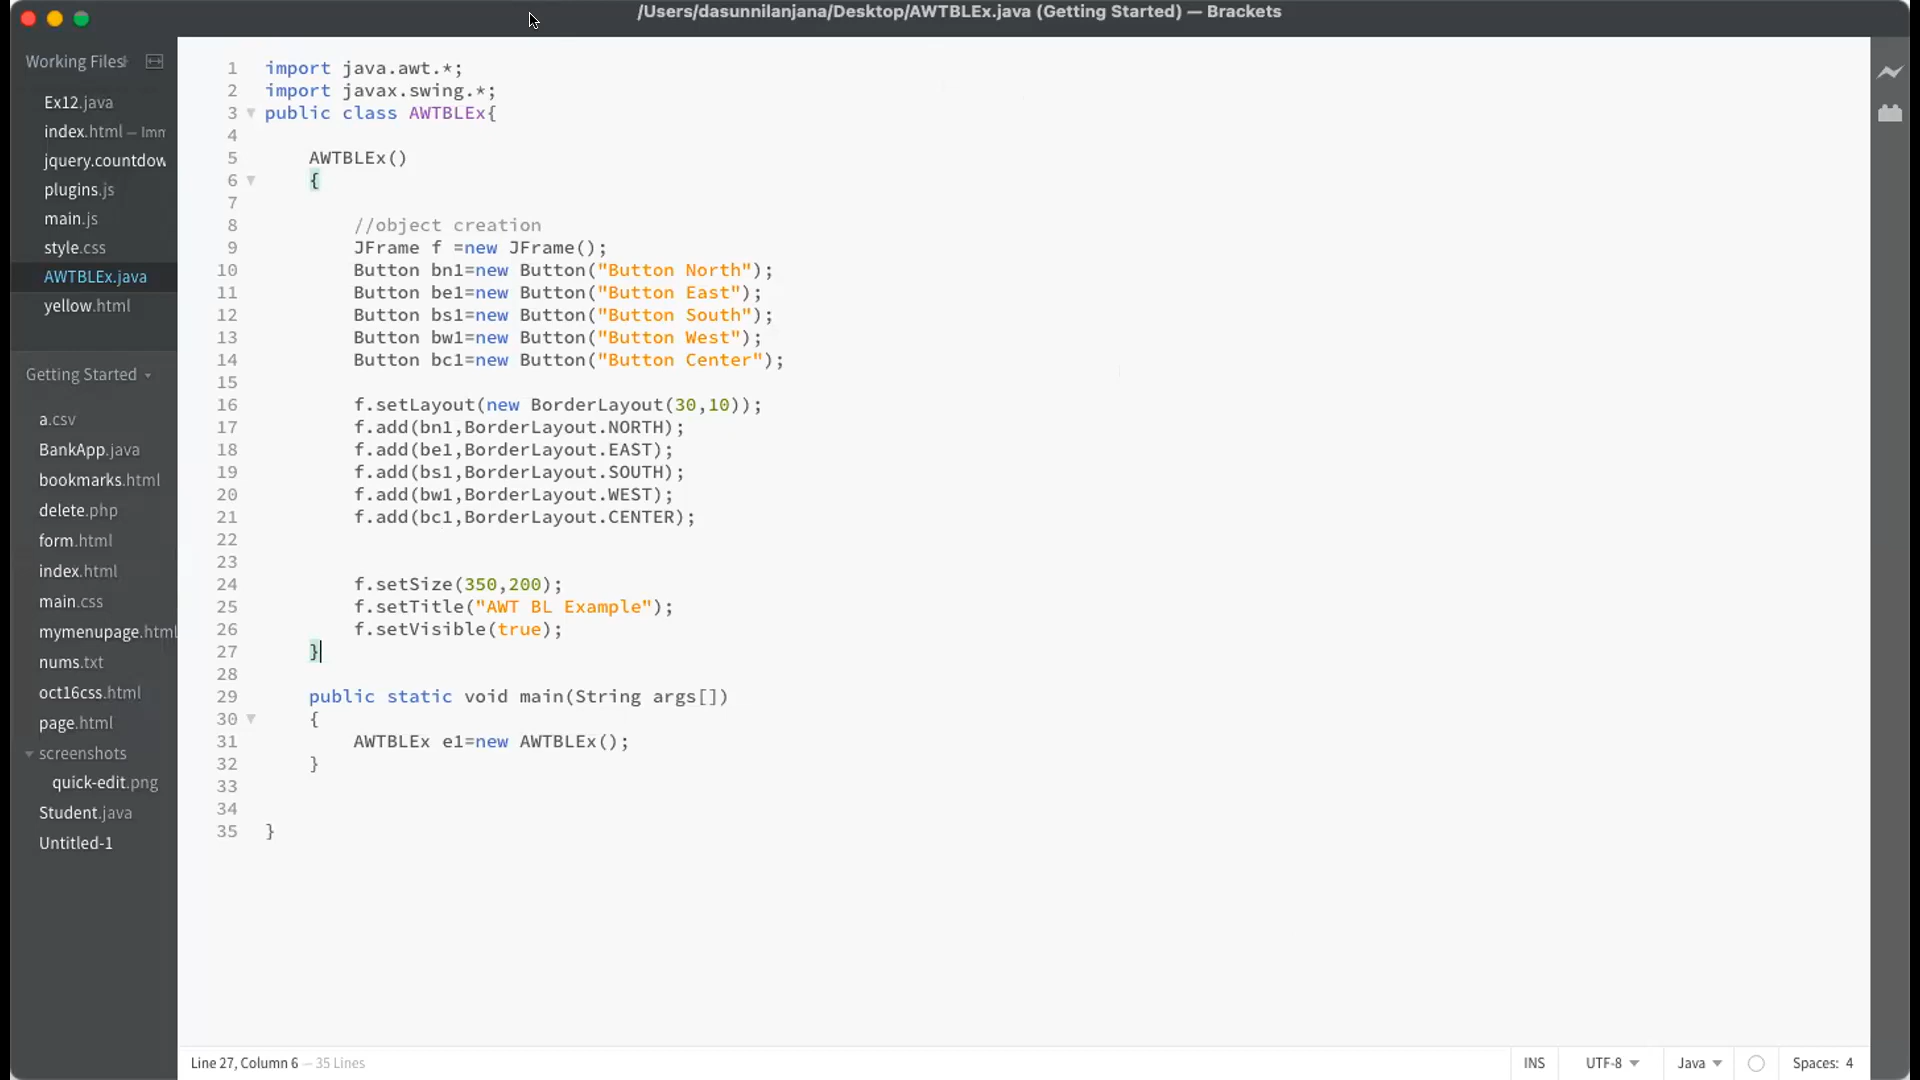 /Users/dasunnilanjana/Desktop/AWTBLEx.java (Getting Started) — Brackets
Working Files
Ex12.java
index.html — Imm
jquery.countdow
plugins.js
main.js
style.css
AWTBLEx.java
yellow.html
Getting Started
a.csv
BankApp.java
bookmarks.html
delete.php
form.html
index.html
main.css
mymenupage.html
nums.txt
oct16css.html
page.html
screenshots
quick-edit.png
Student.java
Untitled-1
1 import java.awt.*;
2 import javax.swing.*;
3 public class AWTBLEx{
4
5     AWTBLEx()
6     {
7
8         //object creation
9         JFrame f =new JFrame();
10         Button bn1=new Button("Button North");
11         Button be1=new Button("Button East");
12         Button bs1=new Button("Button South");
13         Button bw1=new Button("Button West");
14         Button bc1=new Button("Button Center");
15
16         f.setLayout(new BorderLayout(30,10));
17         f.add(bn1,BorderLayout.NORTH);
18         f.add(be1,BorderLayout.EAST);
19         f.add(bs1,BorderLayout.SOUTH);
20         f.add(bw1,BorderLayout.WEST);
21         f.add(bc1,BorderLayout.CENTER);
22
23
24         f.setSize(350,200);
25         f.setTitle("AWT BL Example");
26         f.setVisible(true);
27     }
28
29     public static void main(String args[])
30     {
31         AWTBLEx e1=new AWTBLEx();
32     }
33
34
35 }
Line 27, Column 6 — 35 Lines
INS
UTF-8
Java
Spaces: 4